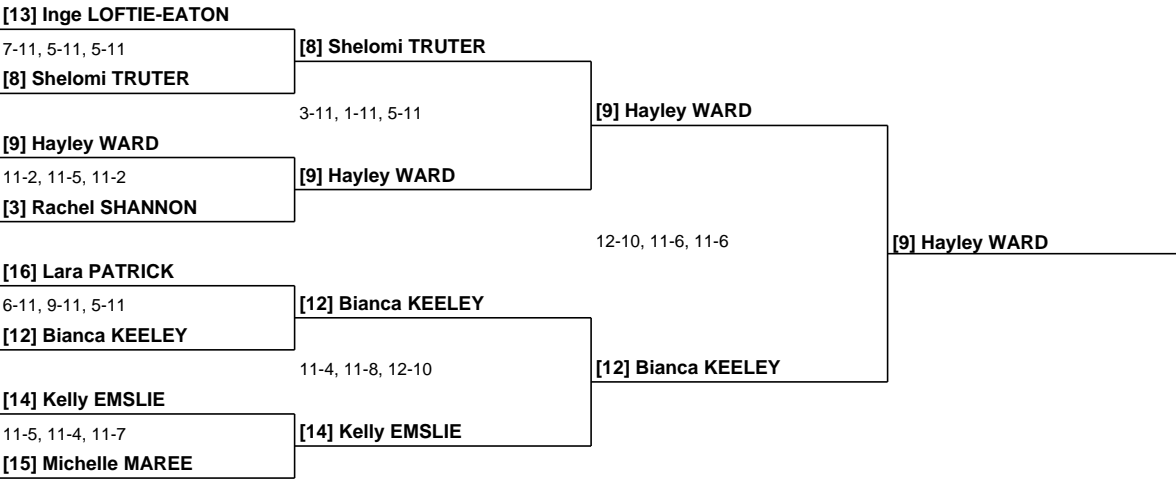 [13] Inge LOFTIE-EATON
7-11, 5-11, 5-11
[8] Shelomi TRUTER
[8] Shelomi TRUTER
3-11, 1-11, 5-11
[9] Hayley WARD
[9] Hayley WARD
11-2, 11-5, 11-2
[9] Hayley WARD
[3] Rachel SHANNON
12-10, 11-6, 11-6
[9] Hayley WARD
[16] Lara PATRICK
6-11, 9-11, 5-11
[12] Bianca KEELEY
[12] Bianca KEELEY
11-4, 11-8, 12-10
[12] Bianca KEELEY
[14] Kelly EMSLIE
11-5, 11-4, 11-7
[14] Kelly EMSLIE
[15] Michelle MAREE